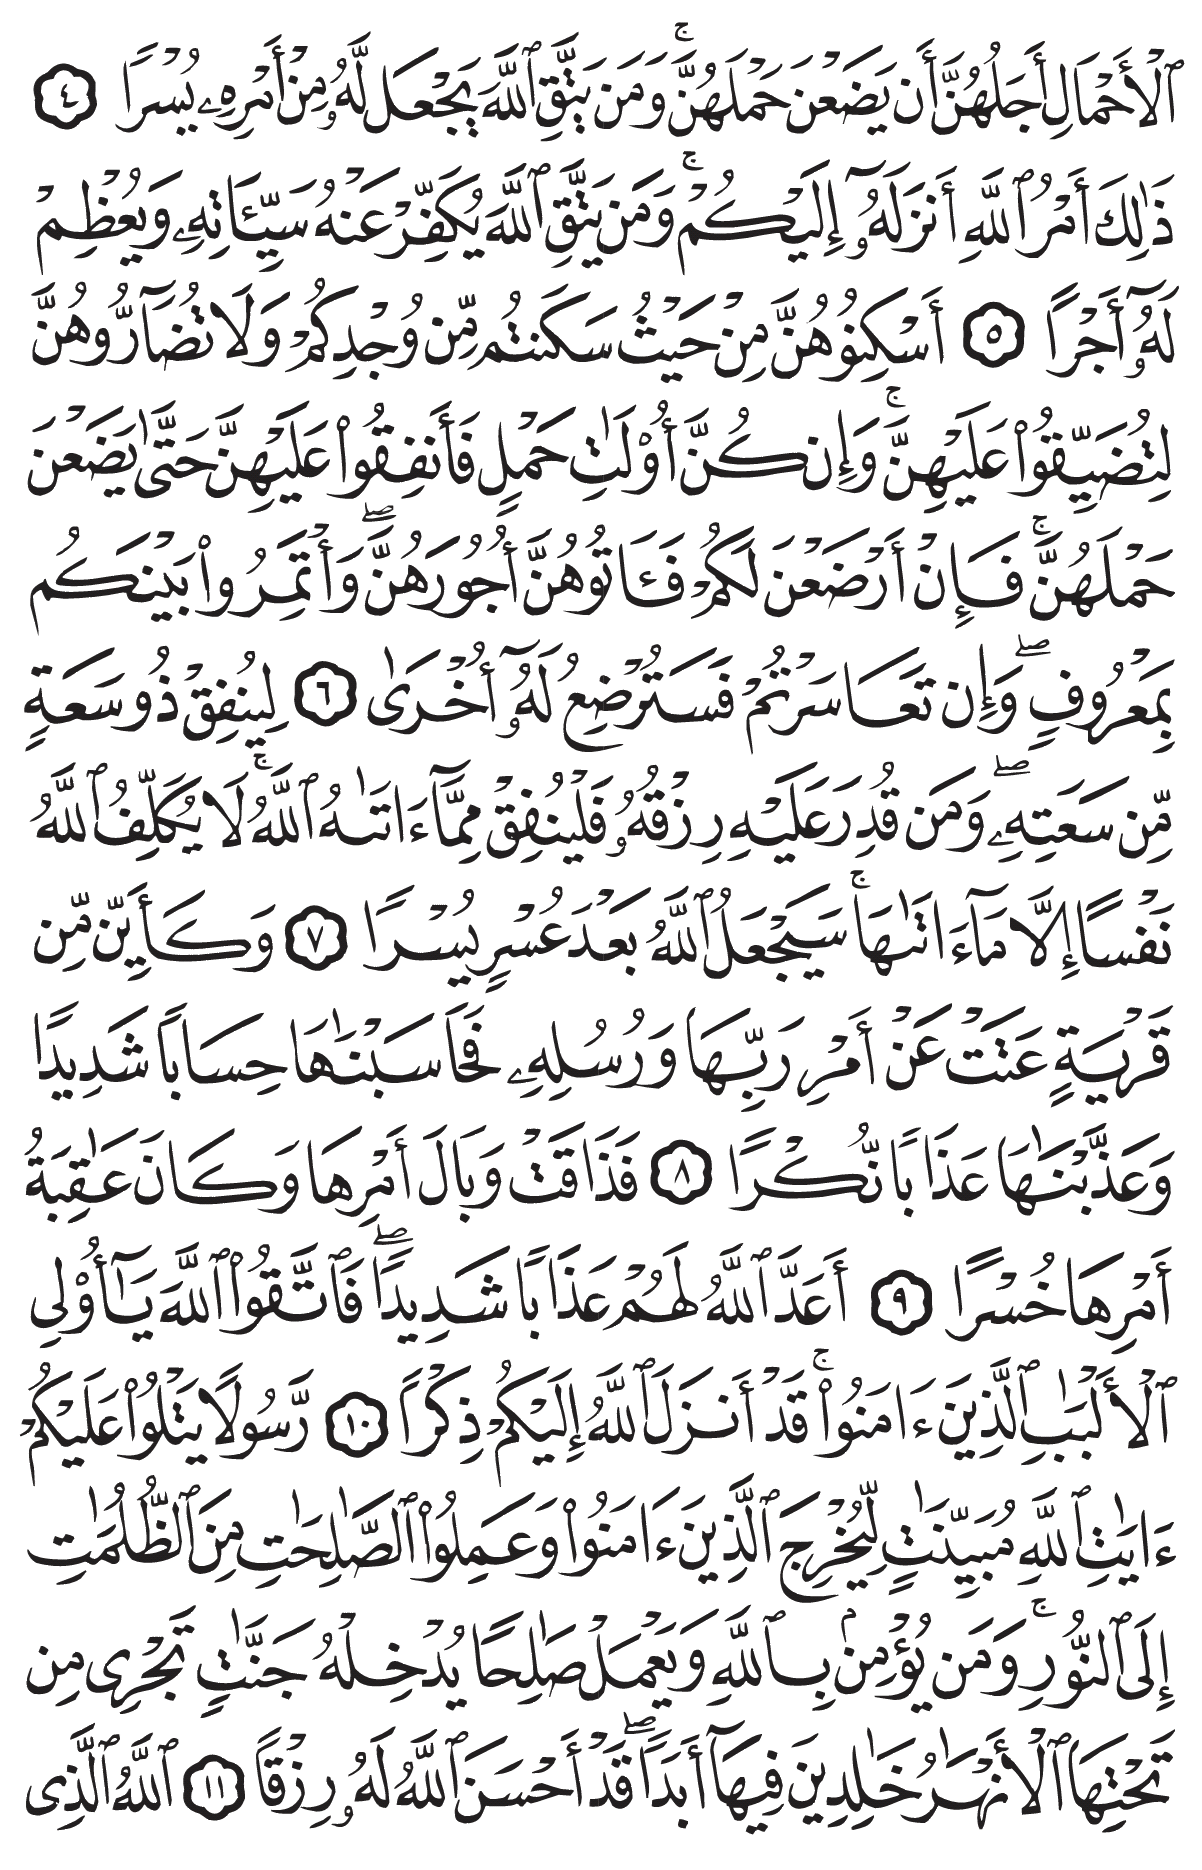 ٱلْأَحْمَالِ أَجَلُهُنَّ أَن يَضَعْنَ حَمْلَهُنَّ ۚ وَمَن يَتَّقِ ٱللَّهَ يَجْعَل لَّهُۥ مِنْ أَمْرِهِۦ يُسْرًا ٤
ذَٰلِكَ أَمْرُ ٱللَّهِ أَنزَلَهُۥٓ إِلَيْكُمْ ۚ وَمَن يَتَّقِ ٱللَّهَ يُكَفِّرْ عَنْهُ سَيِّـَٔاتِهِۦ وَيُعْظِمْ
لَهُۥٓ أَجْرًا ٥ أَسْكِنُوهُنَّ مِنْ حَيْثُ سَكَنتُم مِّن وُجْدِكُمْ وَلَا تُضَآرُّوهُنَّ
لِتُضَيِّقُوا۟ عَلَيْهِنَّ ۚ وَإِن كُنَّ أُو۟لَٰتِ حَمْلٍ فَأَنفِقُوا۟ عَلَيْهِنَّ حَتَّىٰ يَضَعْنَ
حَمْلَهُنَّ ۚ فَإِنْ أَرْضَعْنَ لَكُمْ فَـَٔاتُوهُنَّ أُجُورَهُنَّ ۖ وَأْتَمِرُوا۟ بَيْنَكُم
بِمَعْرُوفٍ ۖ وَإِن تَعَاسَرْتُمْ فَسَتُرْضِعُ لَهُۥٓ أُخْرَىٰ ٦ لِيُنفِقْ ذُو سَعَةٍ
مِّن سَعَتِهِۦ ۖ وَمَن قُدِرَ عَلَيْهِ رِزْقُهُۥ فَلْيُنفِقْ مِمَّآ ءَاتَىٰهُ ٱللَّهُ ۚ لَا يُكَلِّفُ ٱللَّهُ
نَفْسًا إِلَّا مَآ ءَاتَىٰهَا ۚ سَيَجْعَلُ ٱللَّهُ بَعْدَ عُسْرٍ يُسْرًا ٧ وَكَأَيِّن مِّن
قَرْيَةٍ عَتَتْ عَنْ أَمْرِ رَبِّهَا وَرُسُلِهِۦ فَحَاسَبْنَٰهَا حِسَابًا شَدِيدًا
وَعَذَّبْنَٰهَا عَذَابًا نُّكْرًا ٨ فَذَاقَتْ وَبَالَ أَمْرِهَا وَكَانَ عَٰقِبَةُ
أَمْرِهَا خُسْرًا ٩ أَعَدَّ ٱللَّهُ لَهُمْ عَذَابًا شَدِيدًا ۖ فَٱتَّقُوا۟ ٱللَّهَ يَٰٓأُو۟لِى
ٱلْأَلْبَٰبِ ٱلَّذِينَ ءَامَنُوا۟ ۚ قَدْ أَنزَلَ ٱللَّهُ إِلَيْكُمْ ذِكْرًا ١٠ رَّسُولًا يَتْلُوا۟ عَلَيْكُمْ
ءَايَٰتِ ٱللَّهِ مُبَيِّنَٰتٍ لِّيُخْرِجَ ٱلَّذِينَ ءَامَنُوا۟ وَعَمِلُوا۟ ٱلصَّٰلِحَٰتِ مِنَ ٱلظُّلُمَٰتِ
إِلَى ٱلنُّورِ ۚ وَمَن يُؤْمِنۢ بِٱللَّهِ وَيَعْمَلْ صَٰلِحًا يُدْخِلْهُ جَنَّٰتٍ تَجْرِى مِن
تَحْتِهَا ٱلْأَنْهَٰرُ خَٰلِدِينَ فِيهَآ أَبَدًا ۖ قَدْ أَحْسَنَ ٱللَّهُ لَهُۥ رِزْقًا ١١ ٱللَّهُ ٱلَّذِى